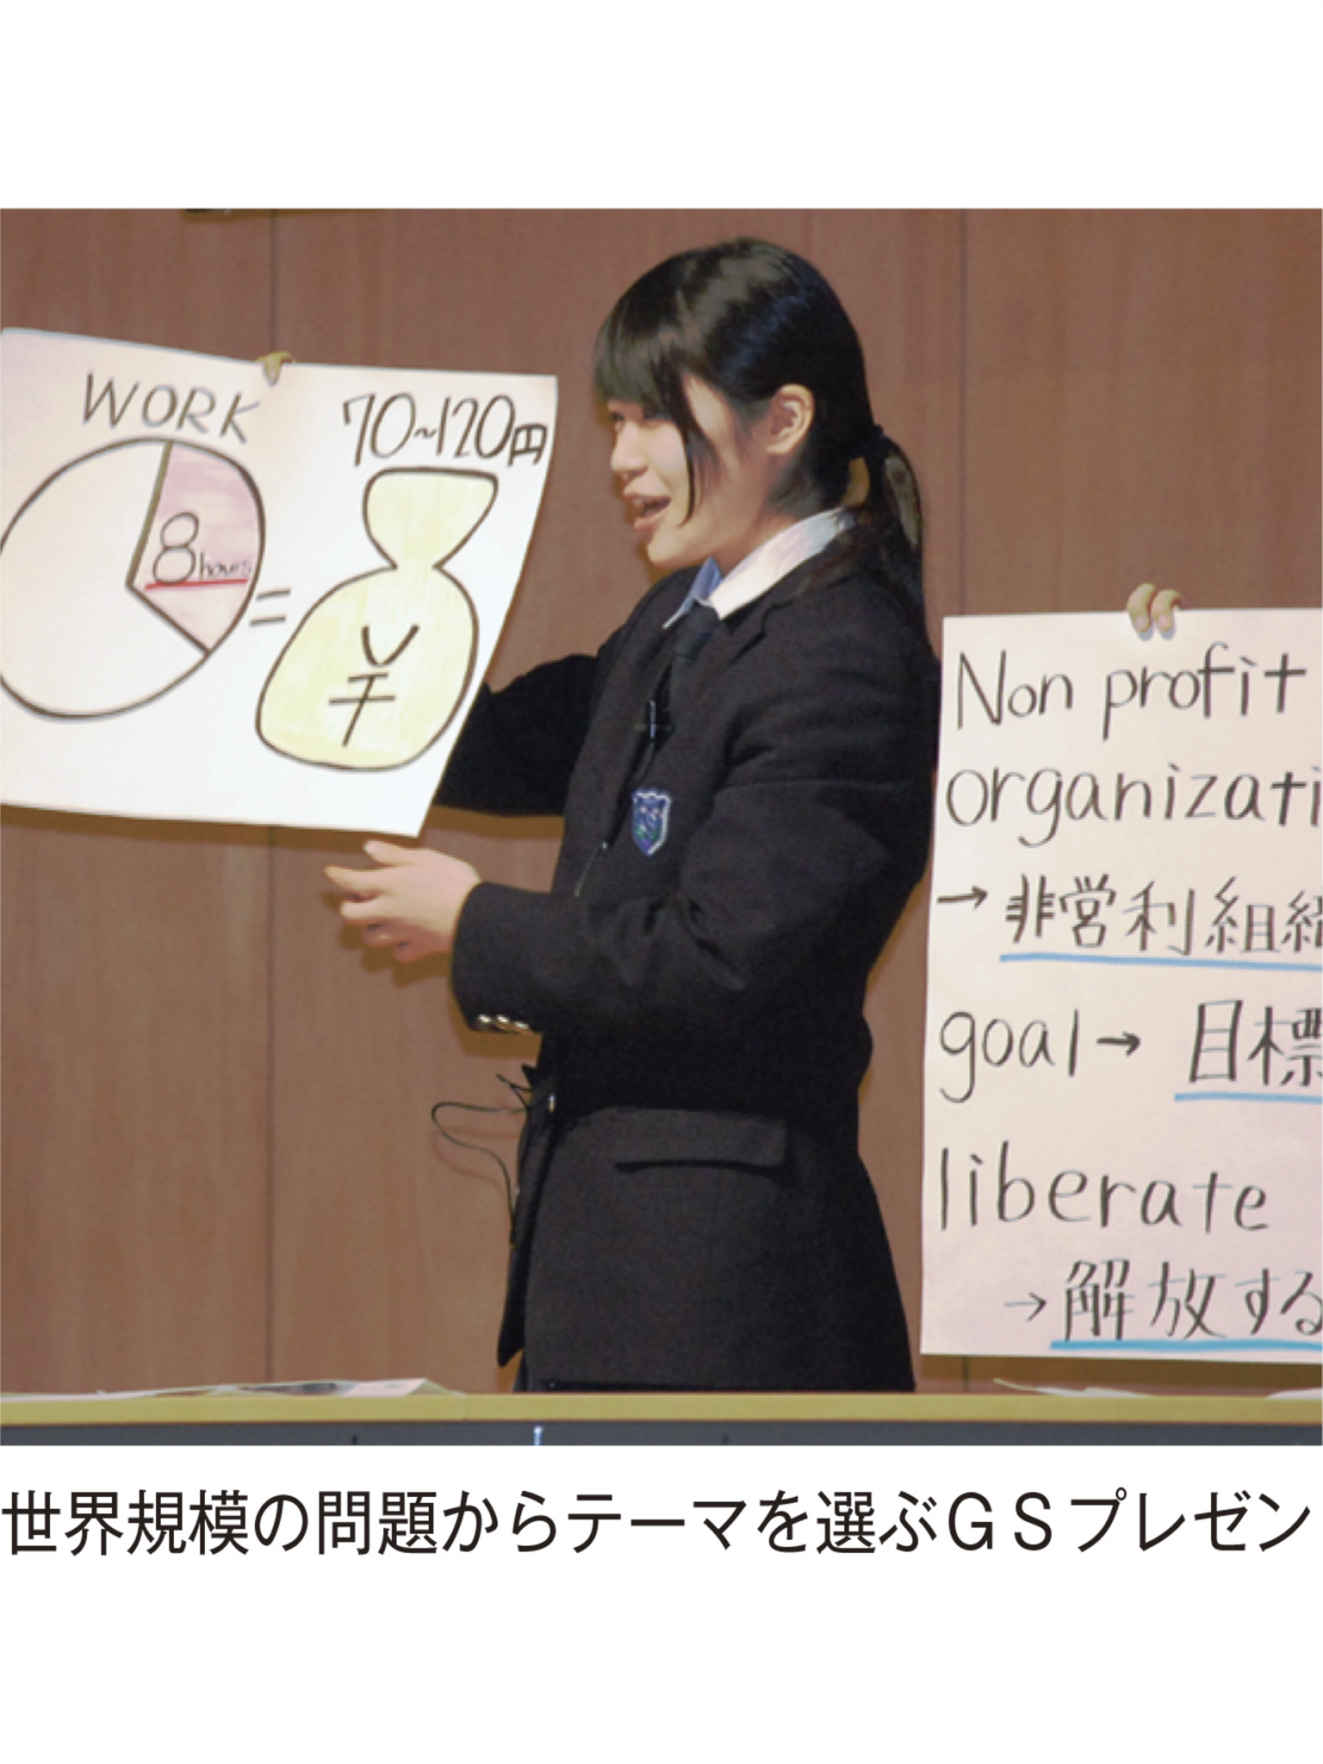 WORK
70~120円
8hours
=
¥
Non profit
organizati
→非営利組
goal→目標
liberate
→解放する
世界規模の問題からテーマを選ぶGSプレゼン